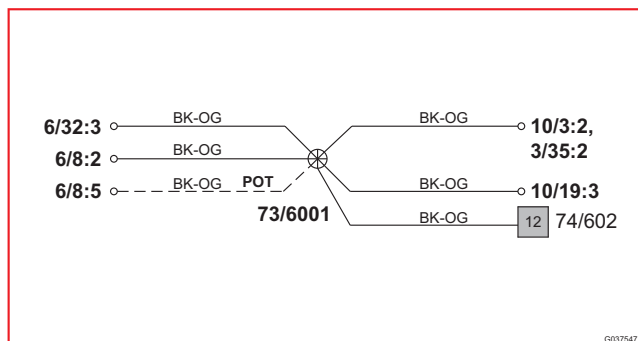 6/32:3 BK-OG BK-OG 10/3:2,
3/35:2
6/8:2 BK-OG
6/8:5 BK-OG POT BK-OG 10/19:3
73/6001
BK-OG 12 74/602
G037547